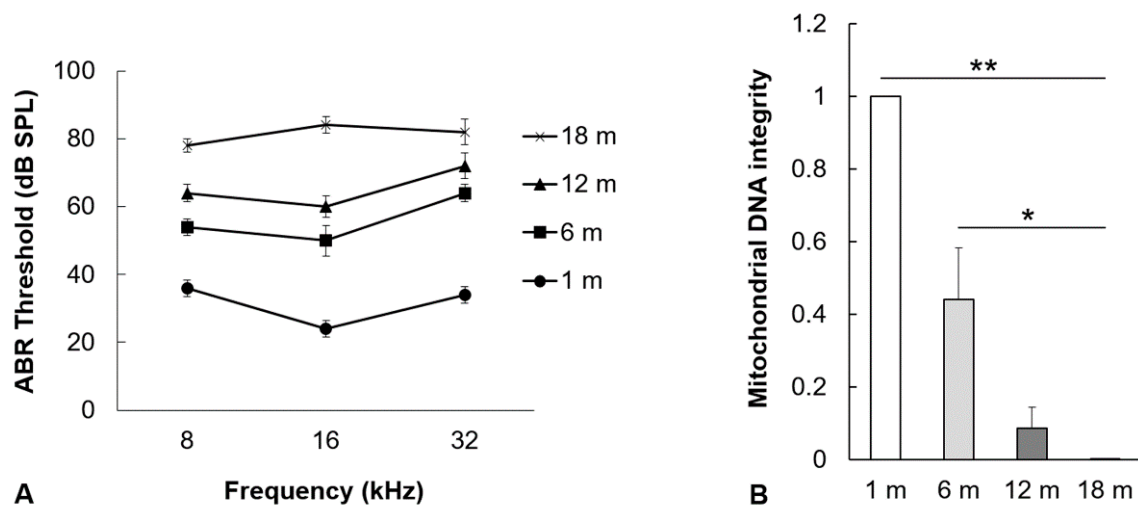 ABR Threshold (dB SPL)
100
80
60
40
20
0
8 16 32
Frequency (kHz)
18 m
12 m
6 m
1 m
A
Mitochondrial DNA integrity
1.2
1
0.8
0.6
0.4
0.2
0
**
*
1 m 6 m 12 m 18 m
B